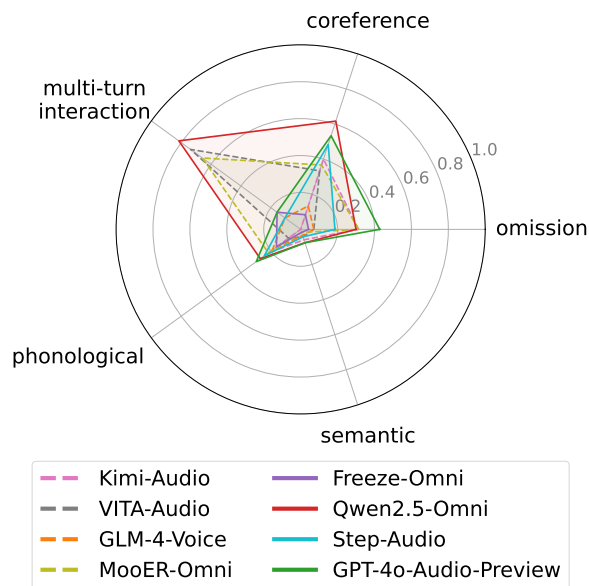 coreference
multi-turn
interaction
1.0
0.8
0.6
0.4
0.2
omission
phonological
semantic
Kimi-Audio
VITA-Audio
GLM-4-Voice
MooER-Omni
Freeze-Omni
Qwen2.5-Omni
Step-Audio
GPT-4o-Audio-Preview